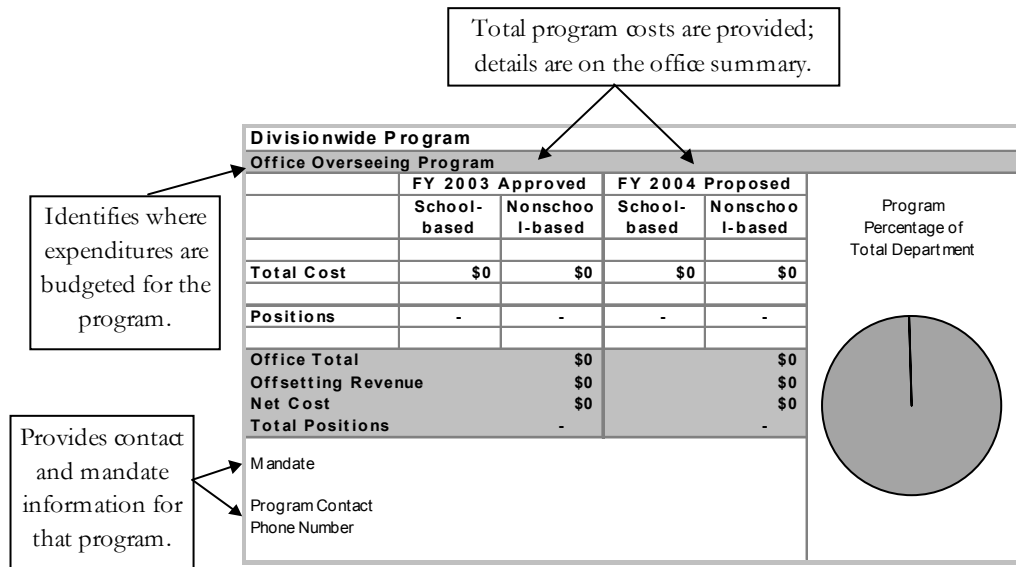 Total program costs are provided;
details are on the office summary.
Divisionwide Program
Office Overseeing Program
FY 2003 Approved FY 2004 Proposed
School- Nonschoo School- Nonschoo
based l-based based l-based
Total Cost $0 $0 $0 $0
Positions - - - -
Office Total $0 $0
Offsetting Revenue $0 $0
Net Cost $0 $0
Total Positions - -
Mandate
Program Contact
Phone Number
Program
Percentage of
Total Department
Identifies where
expenditures are
budgeted for the
program.
Provides contact
and mandate
information for
that program.